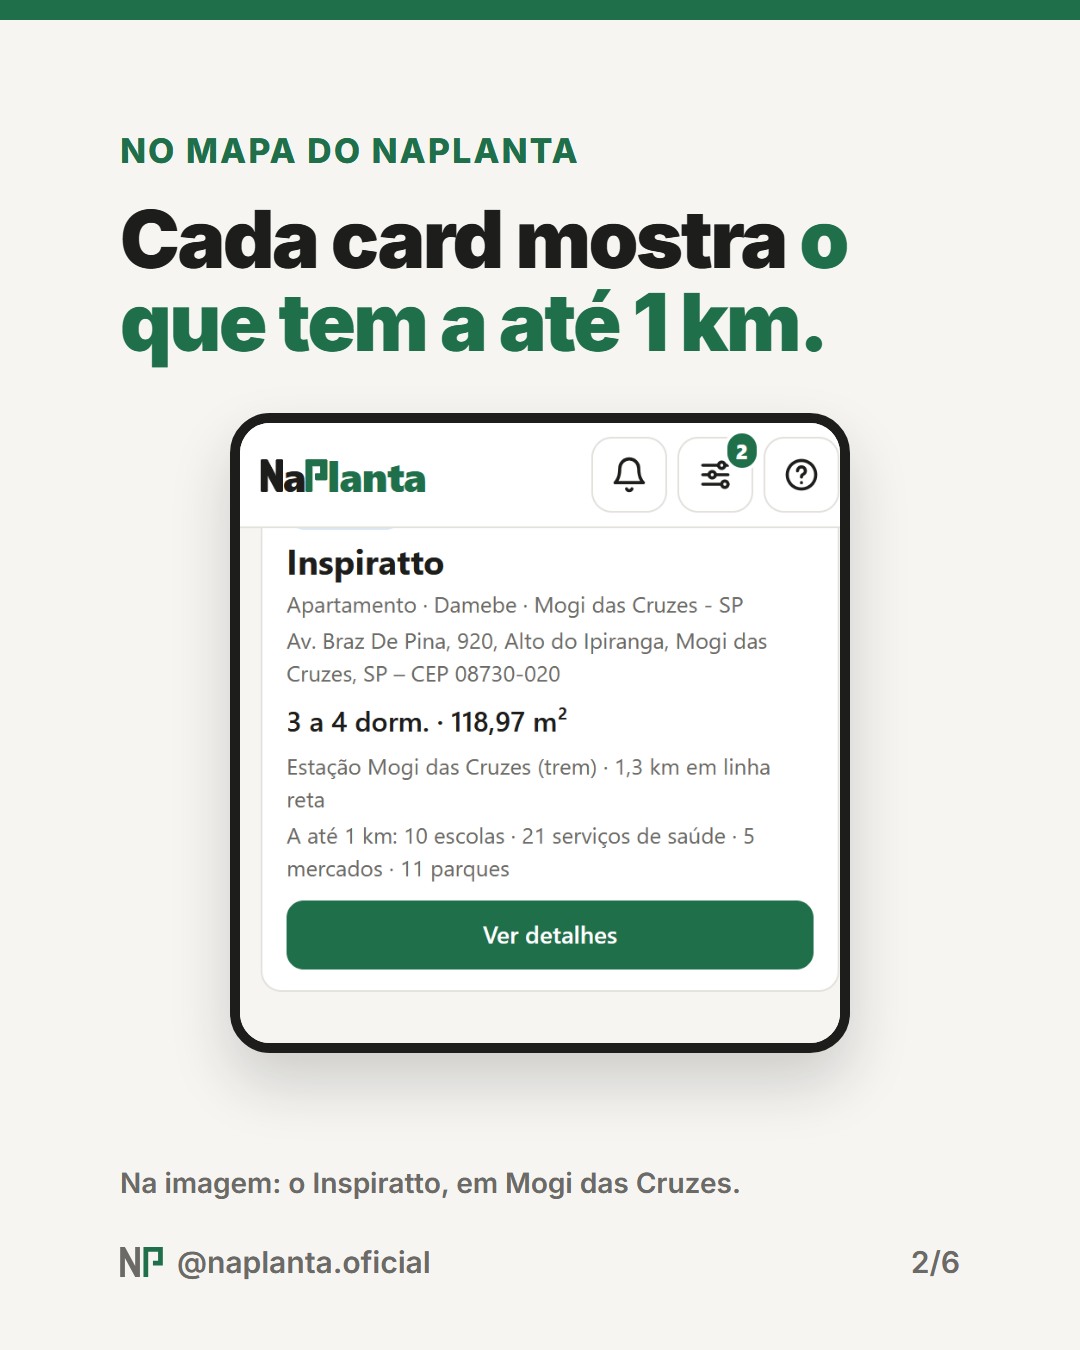 NO MAPA DO NAPLANTA
Cada card mostra o
que tem a até 1 km.
NaPlanta
2
Inspiratto
Apartamento · Damebe · Mogi das Cruzes - SP
Av. Braz De Pina, 920, Alto do Ipiranga, Mogi das
Cruzes, SP – CEP 08730-020
3 a 4 dorm. · 118,97 m²
Estação Mogi das Cruzes (trem) · 1,3 km em linha
reta
A até 1 km: 10 escolas · 21 serviços de saúde · 5
mercados · 11 parques
Ver detalhes
Na imagem: o Inspiratto, em Mogi das Cruzes.
NP @naplanta.oficial
2/6